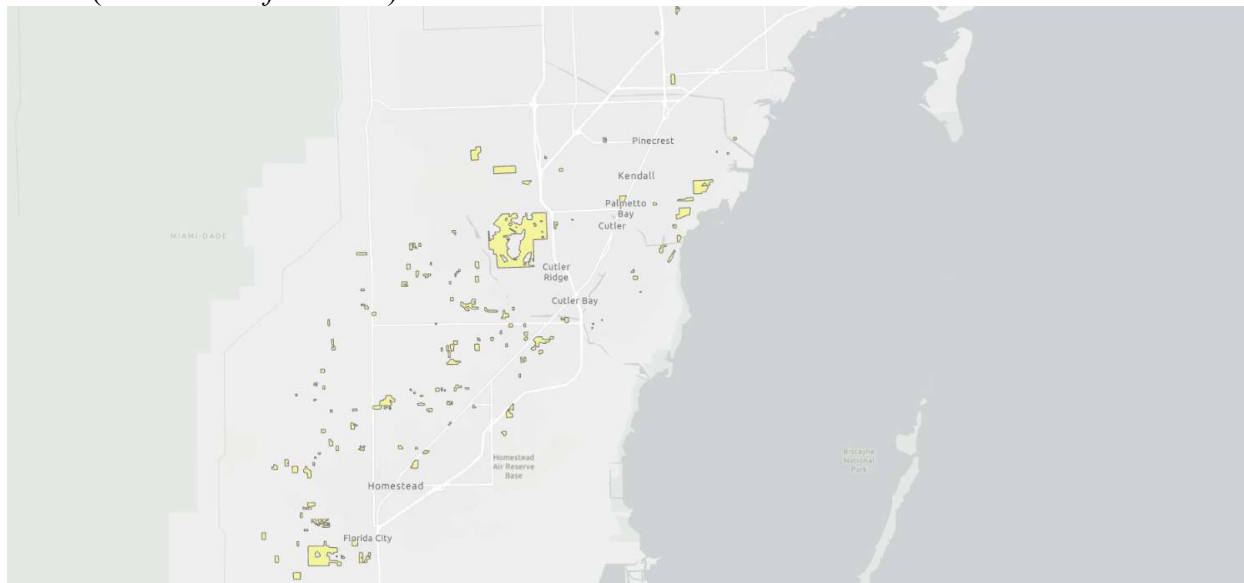 Pinecrest
Kendall
Palmetto
Bay
Cutler
MIAMI-DADE
Cutler
Ridge
Cutler Bay
Biscayne
National
Park
Homestead
Air Reserve
Base
Homestead
Florida City